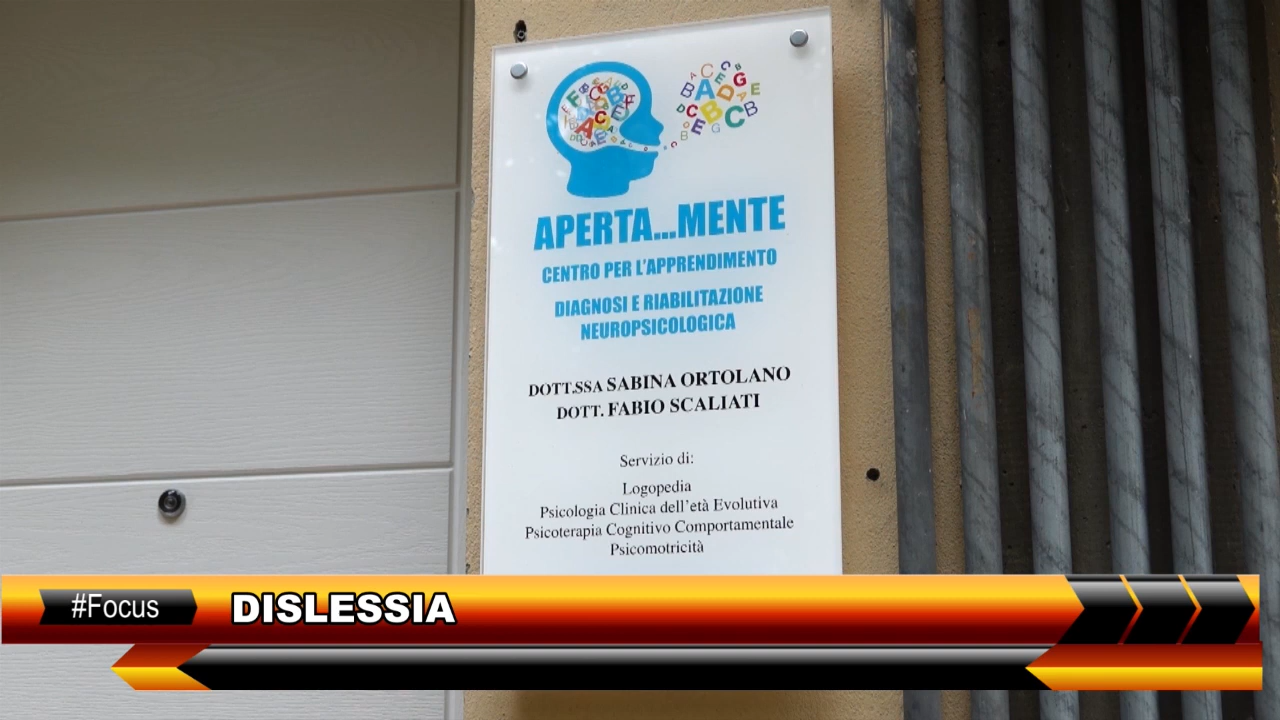 APERTA...MENTE
CENTRO PER L'APPRENDIMENTO
DIAGNOSI E RIABILITAZIONE
NEUROPSICOLOGICA
DOTT.SSA SABINA ORTOLANO
DOTT. FABIO SCALIATI
Servizio di:
Logopedia
Psicologia Clinica dell'età Evolutiva
Psicoterapia Cognitivo Comportamentale
Psicomotricità
#Focus
DISLESSIA